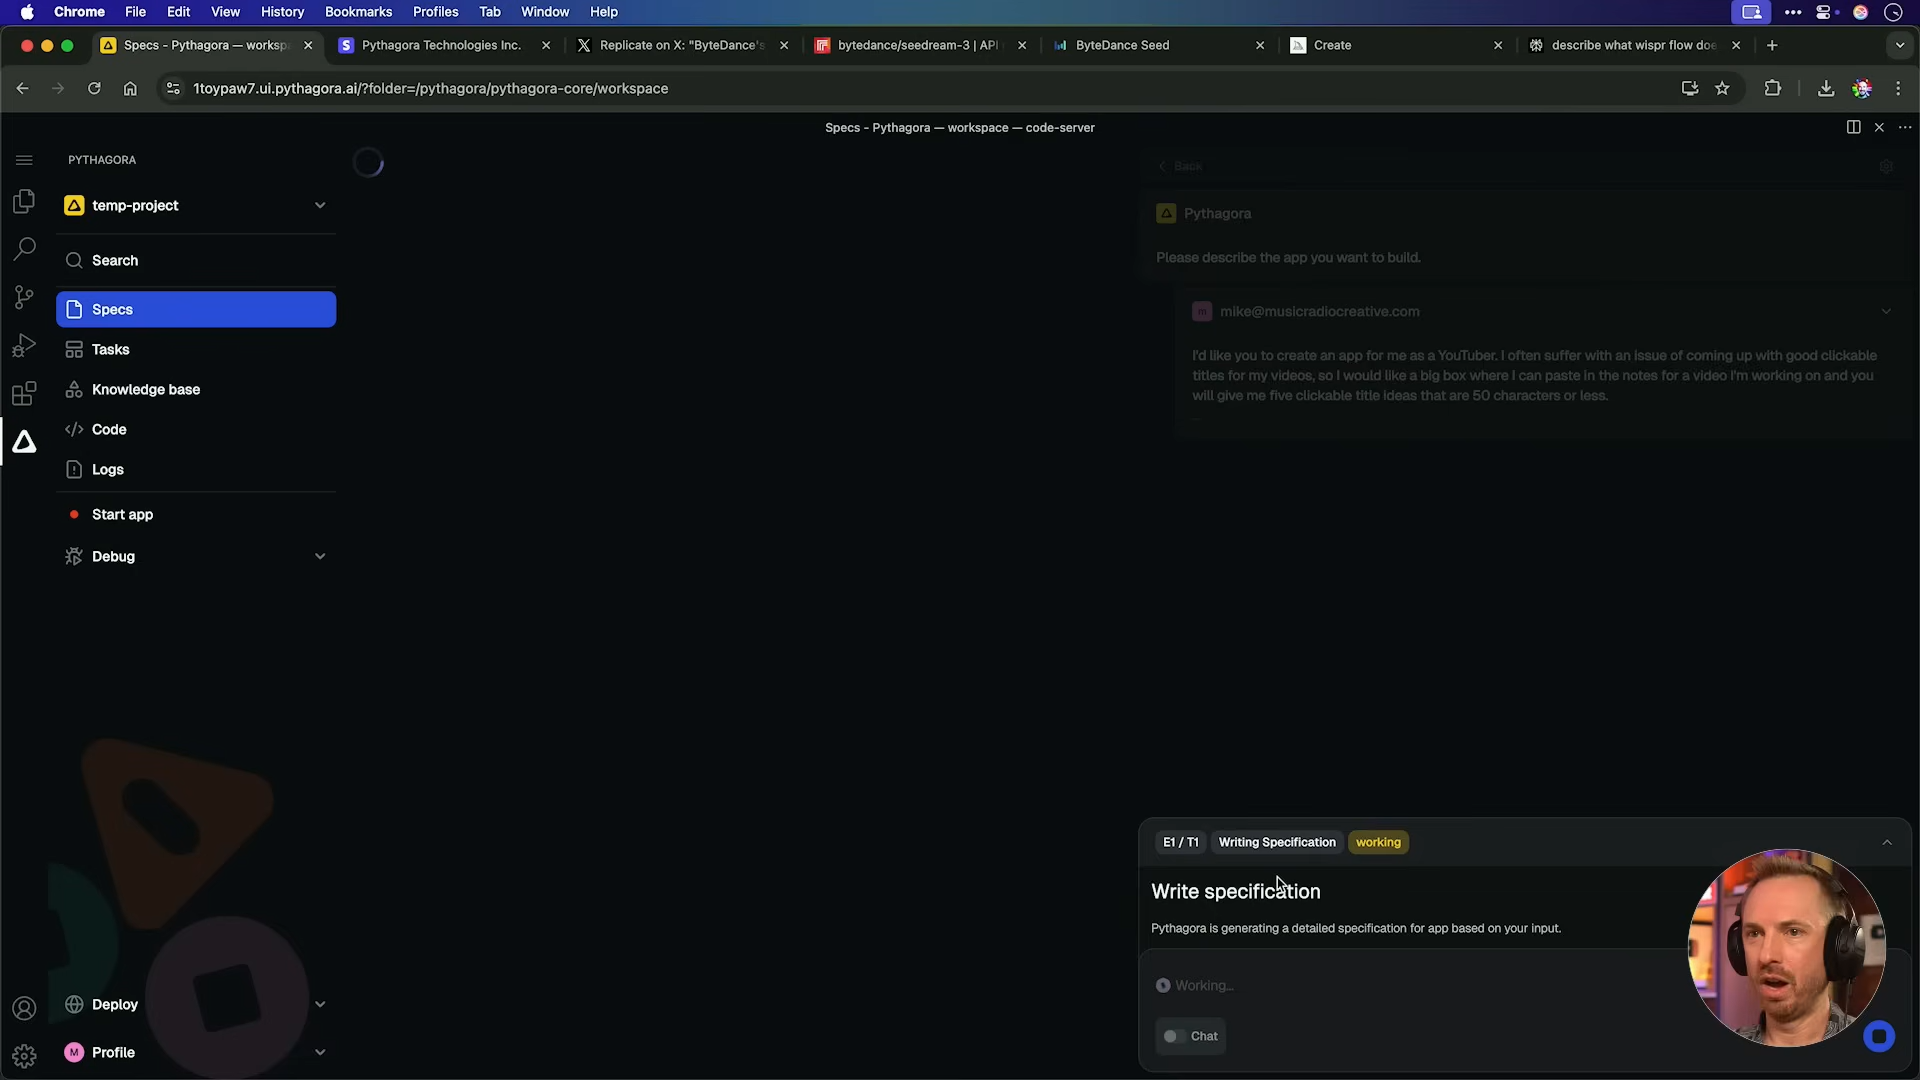 Chrome File Edit View History Bookmarks Profiles Tab Window Help
Specs - Pythagora — worksp
Pythagora Technologies Inc.
Replicate on X: "ByteDance's
bytedance/seedream-3 | API
ByteDance Seed
Create
describe what wispr flow doe
1toypaw7.ui.pythagora.ai/?folder=/pythagora/pythagora-core/workspace
Specs - Pythagora — workspace — code-server
PYTHAGORA
temp-project
Search
Specs
Tasks
Knowledge base
Code
Logs
Start app
Debug
Deploy
M Profile
Back
Pythagora
Please describe the app you want to build.
m mike@musicradiocreative.com
I'd like you to create an app for me as a YouTuber. I often suffer with an issue of coming up with good clickable
titles for my videos, so I would like a big box where I can paste in the notes for a video I'm working on and you
will give me five clickable title ideas that are 50 characters or less.
E1 / T1 Writing Specification working
Write specification
Pythagora is generating a detailed specification for app based on your input.
Working...
Chat